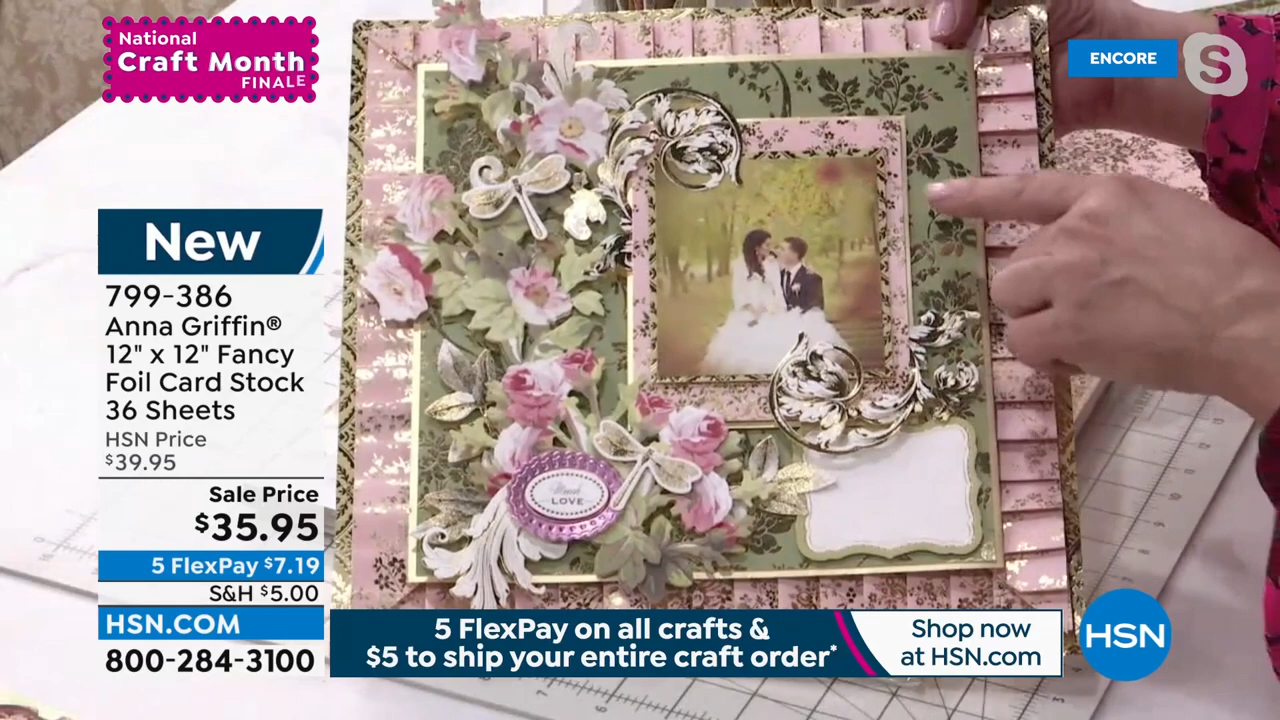 National
Craft Month
FINALE
ENCORE
S
New
799-386
Anna Griffin®
12" x 12" Fancy
Foil Card Stock
36 Sheets
HSN Price
$39.95
Sale Price
$35.95
5 FlexPay $7.19
S&H $5.00
HSN.COM
800-284-3100
LOVE
5 FlexPay on all crafts &
$5 to ship your entire craft order*
Shop now
at HSN.com
HSN